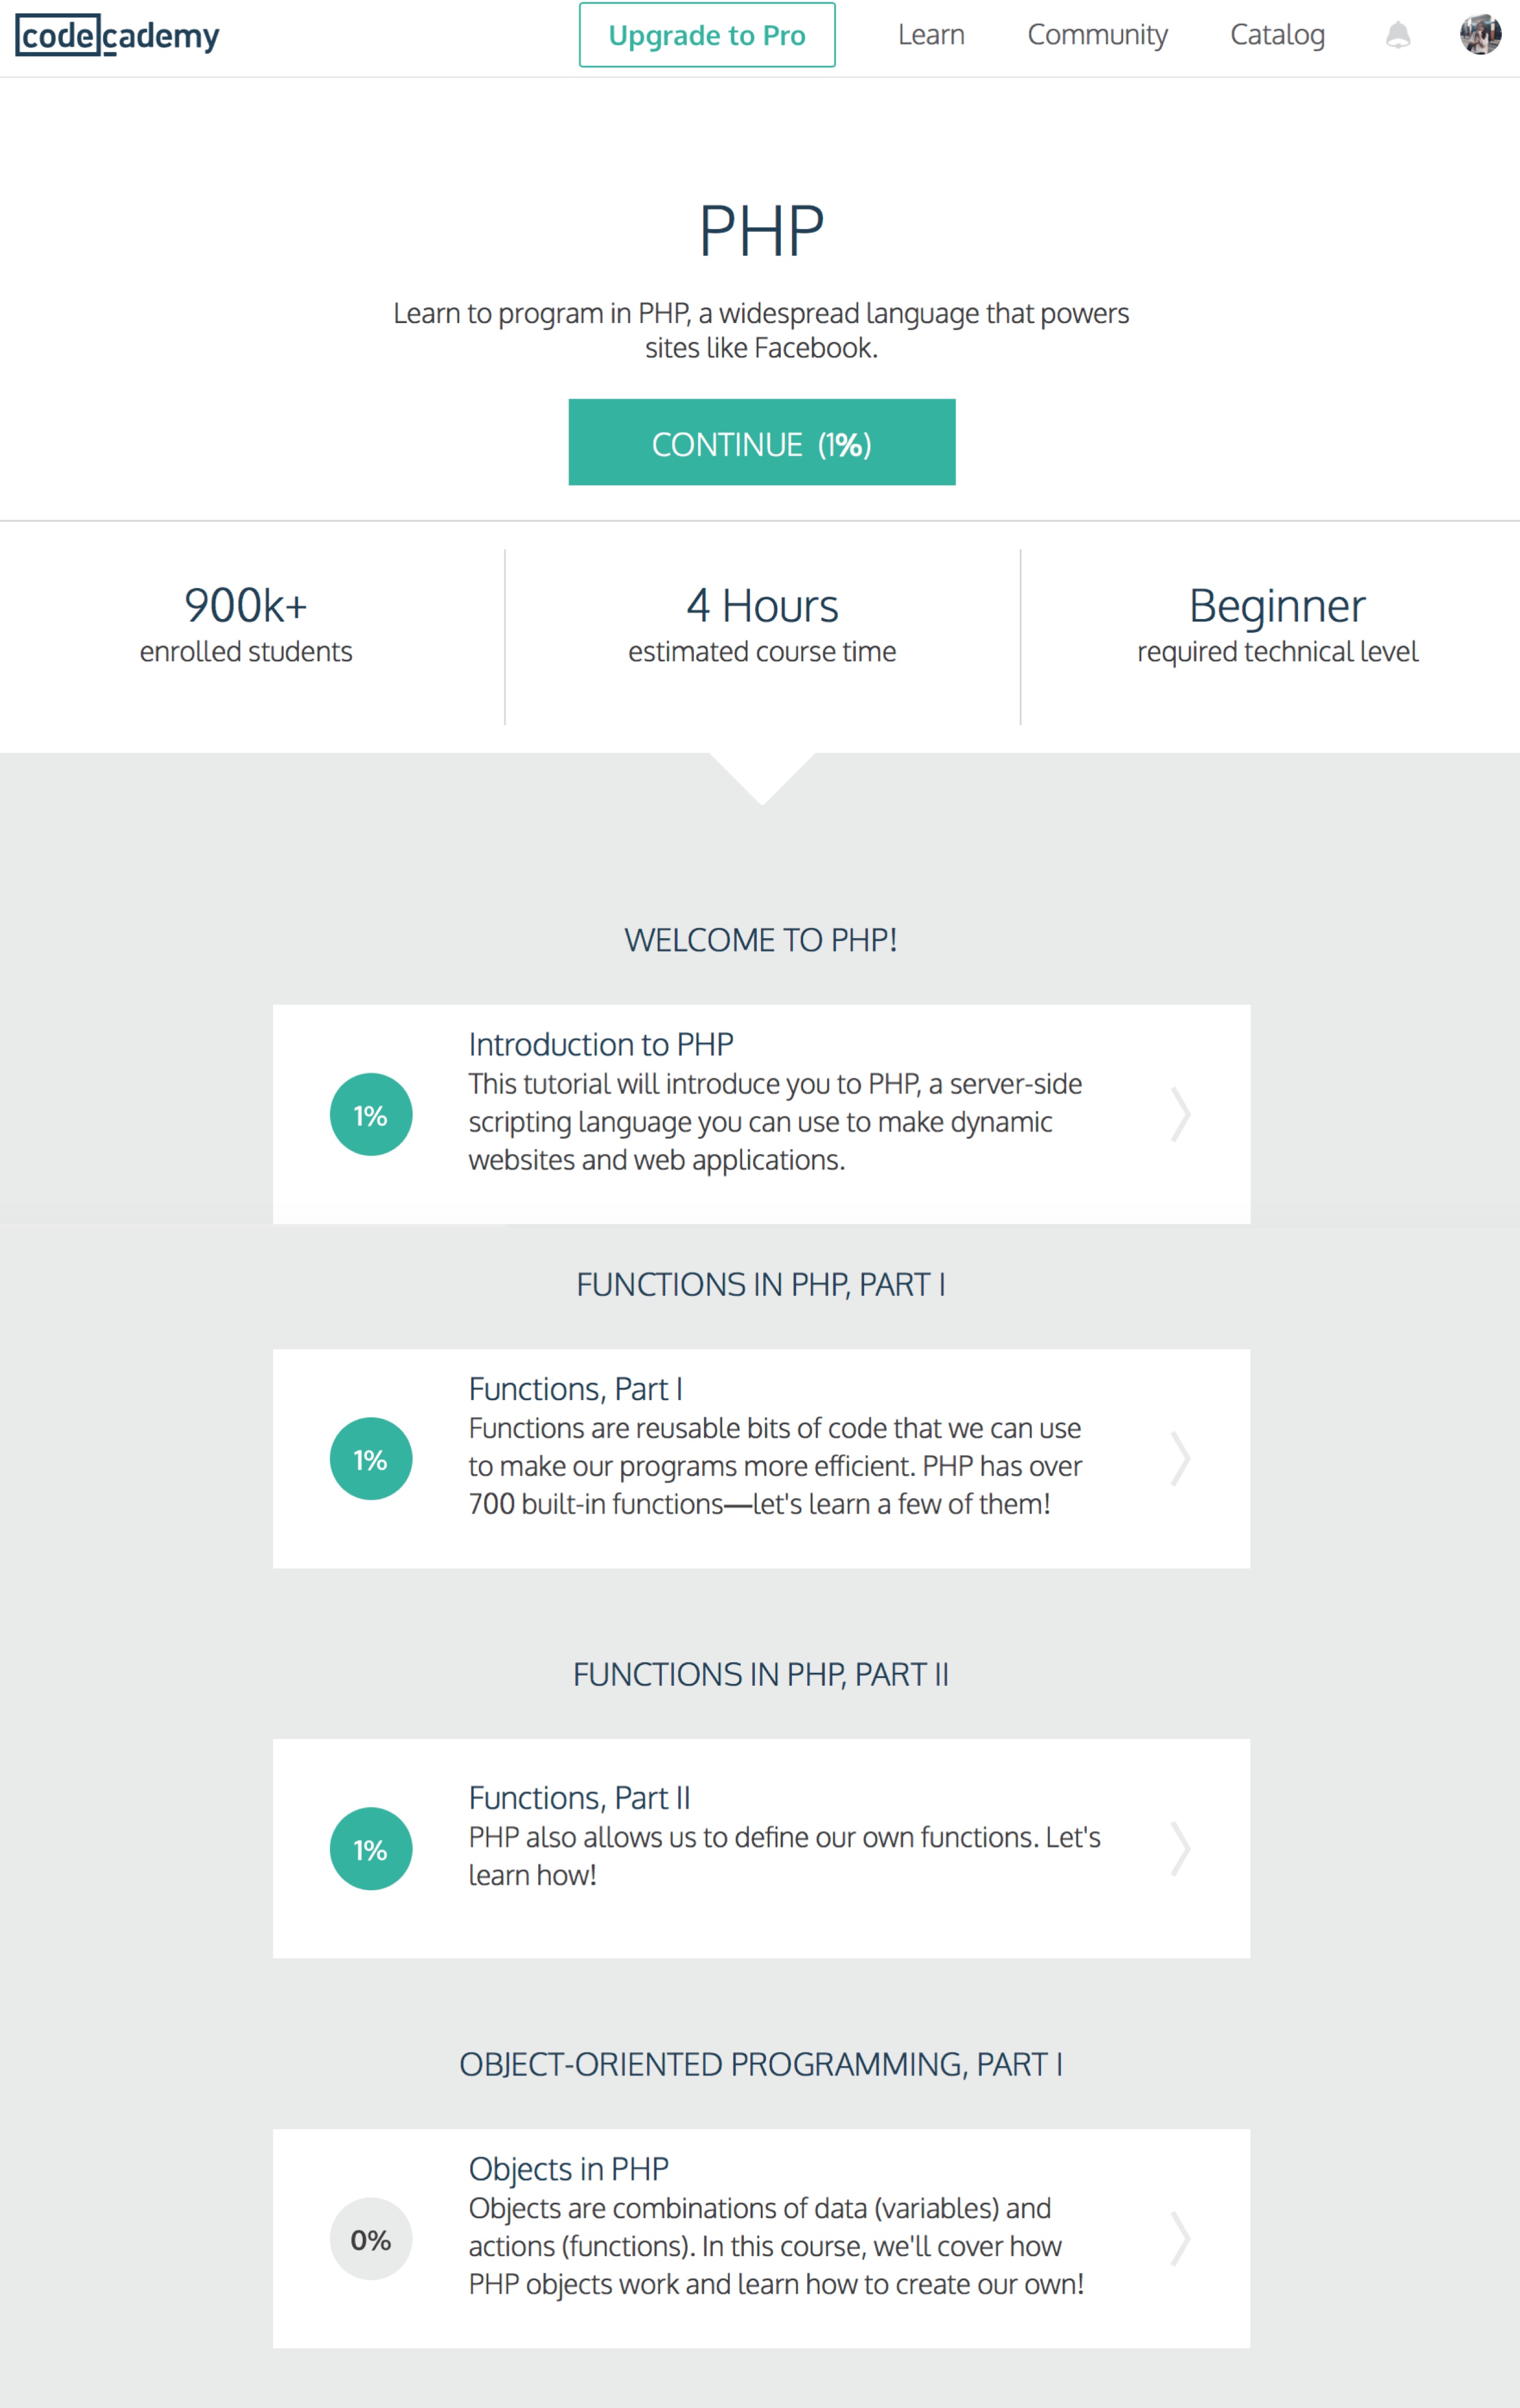 codecademy
Upgrade to Pro
Learn
Community
Catalog
PHP
Learn to program in PHP, a widespread language that powers
sites like Facebook.
CONTINUE (1%)
900k+
enrolled students
4 Hours
estimated course time
Beginner
required technical level
WELCOME TO PHP!
1%
Introduction to PHP
This tutorial will introduce you to PHP, a server-side
scripting language you can use to make dynamic
websites and web applications.
FUNCTIONS IN PHP, PART I
1%
Functions, Part I
Functions are reusable bits of code that we can use
to make our programs more efficient. PHP has over
700 built-in functions—let's learn a few of them!
FUNCTIONS IN PHP, PART II
1%
Functions, Part II
PHP also allows us to define our own functions. Let's
learn how!
OBJECT-ORIENTED PROGRAMMING, PART I
0%
Objects in PHP
Objects are combinations of data (variables) and
actions (functions). In this course, we'll cover how
PHP objects work and learn how to create our own!